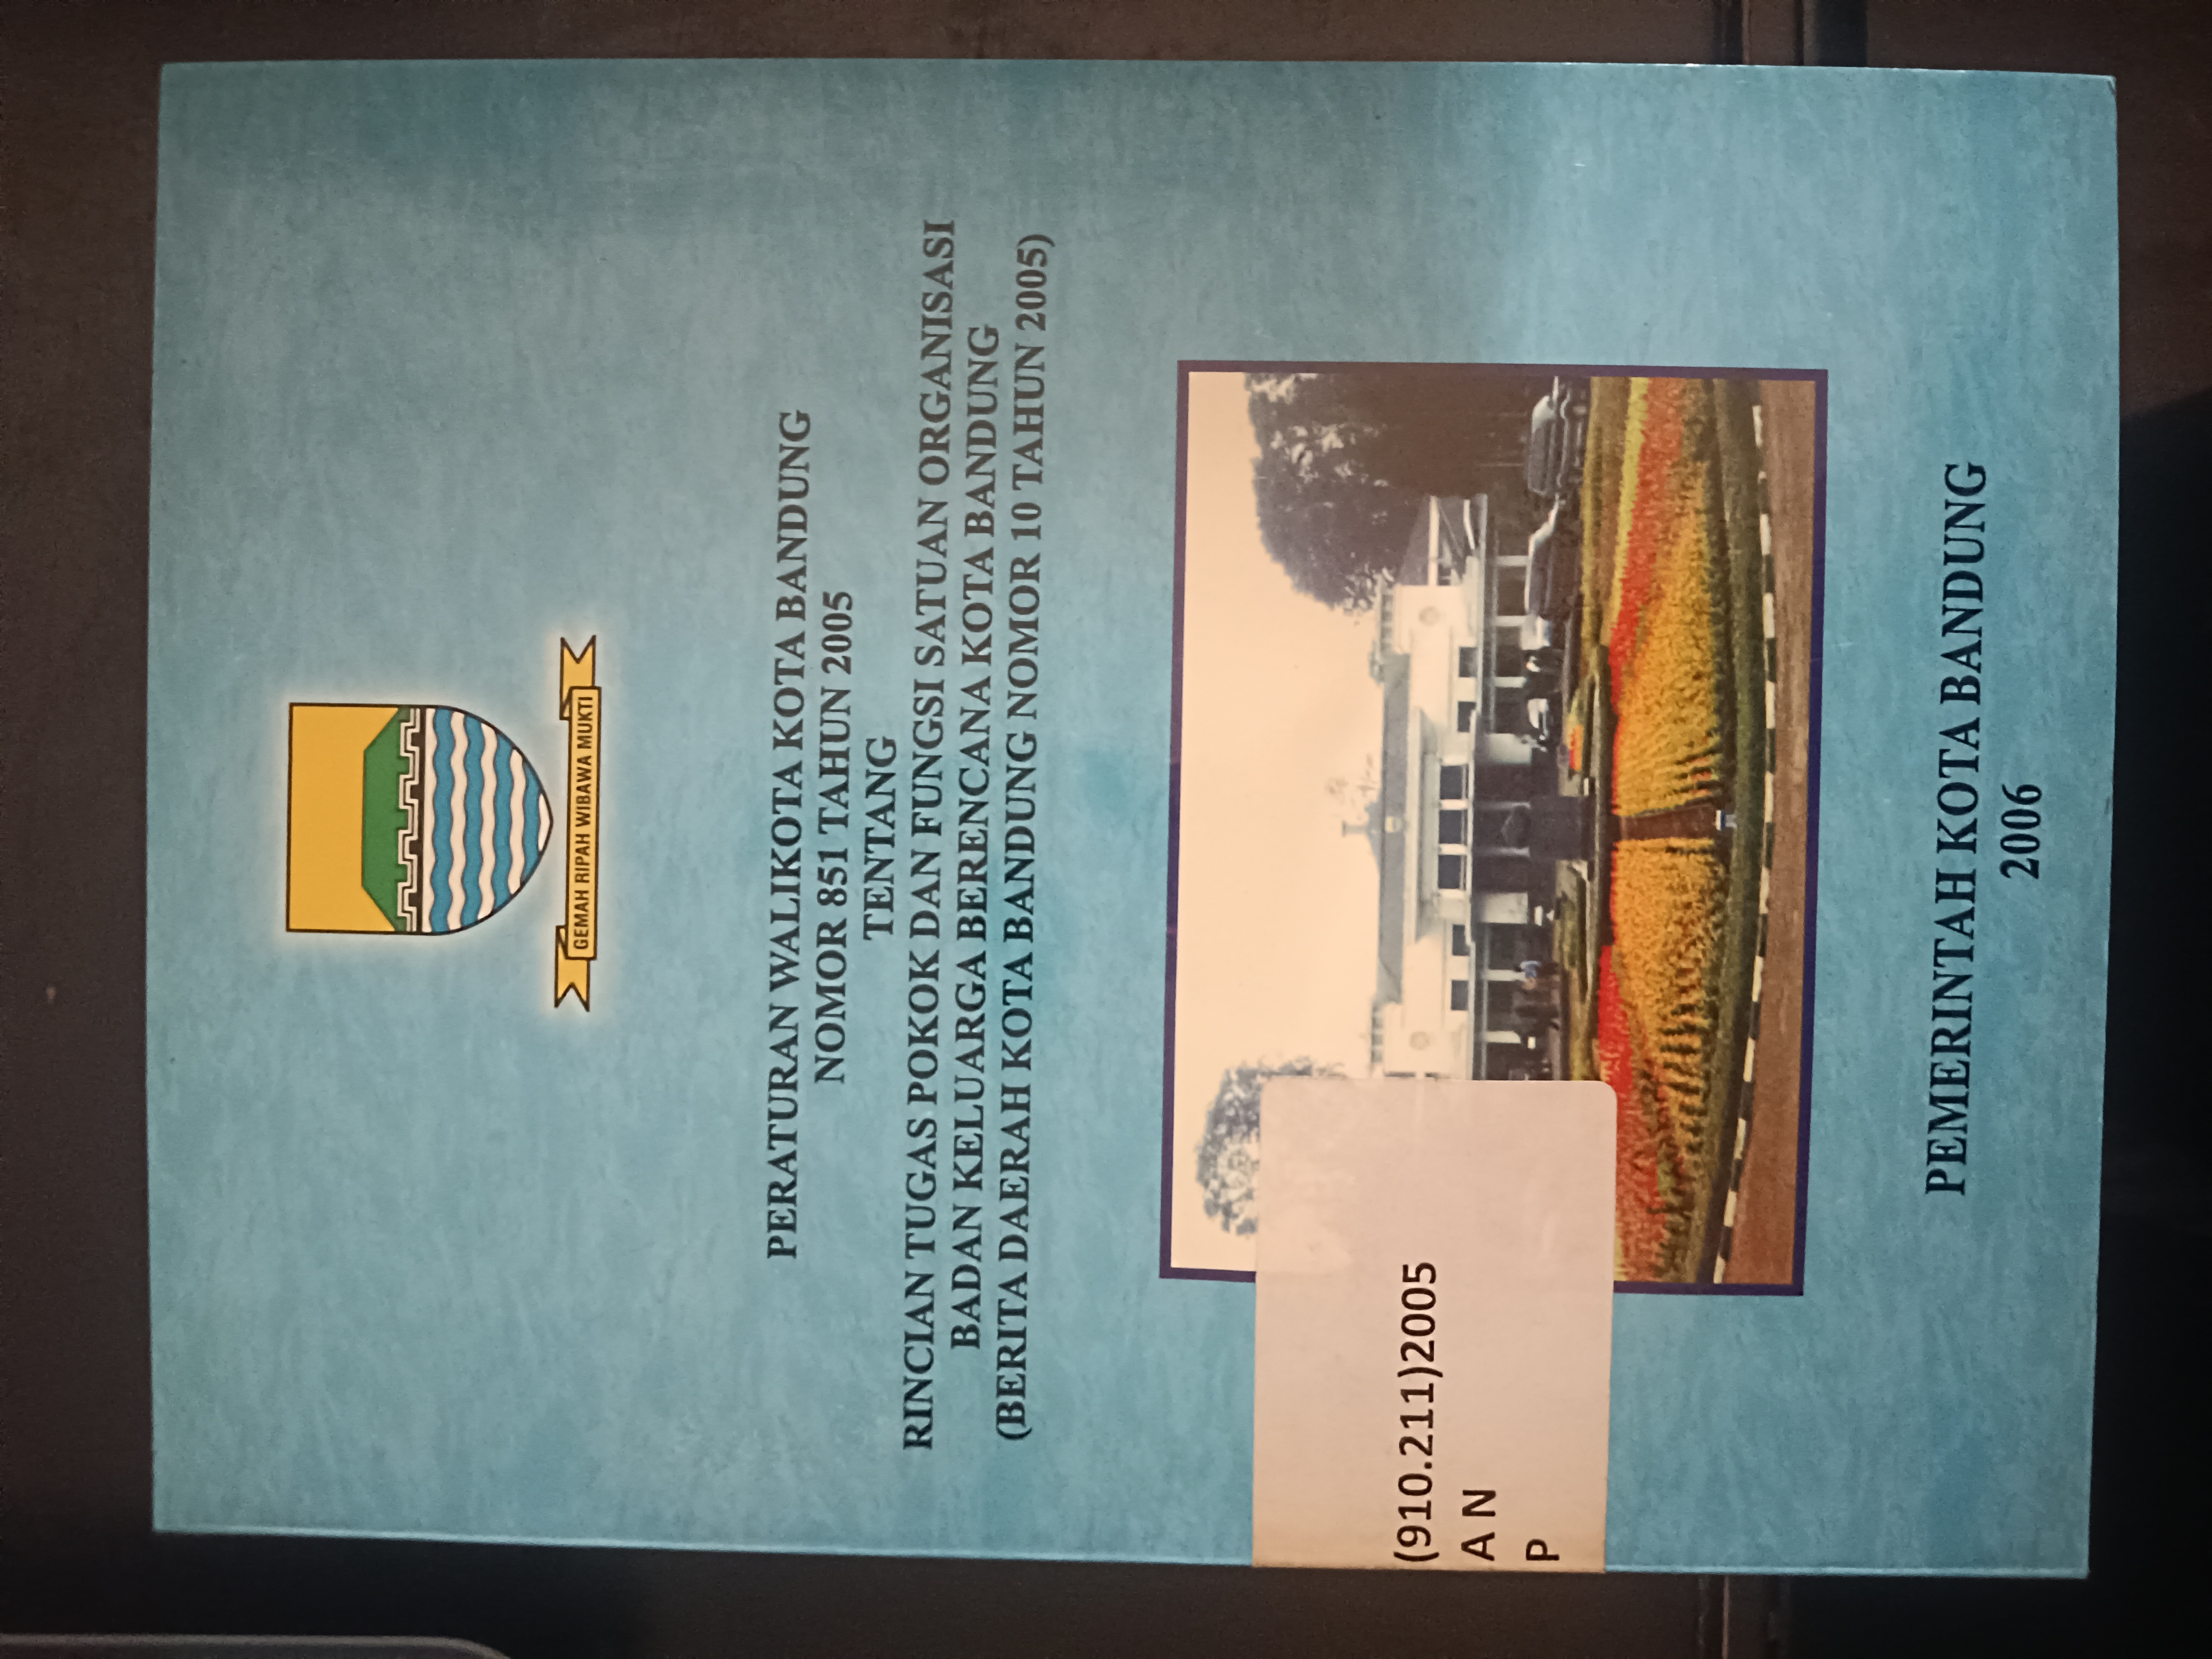 GEMAH RIPAH WIBAWA MUKTI
PERATURAN WALIKOTA KOTA BANDUNG
NOMOR 851 TAHUN 2005
TENTANG
RINCIAN TUGAS POKOK DAN FUNGSI SATUAN ORGANISASI
BADAN KELUARGA BERENCANA KOTA BANDUNG
(BERITA DAERAH KOTA BANDUNG NOMOR 10 TAHUN 2005)
(910.211)2005
A N
P
PEMERINTAH KOTA BANDUNG
2006